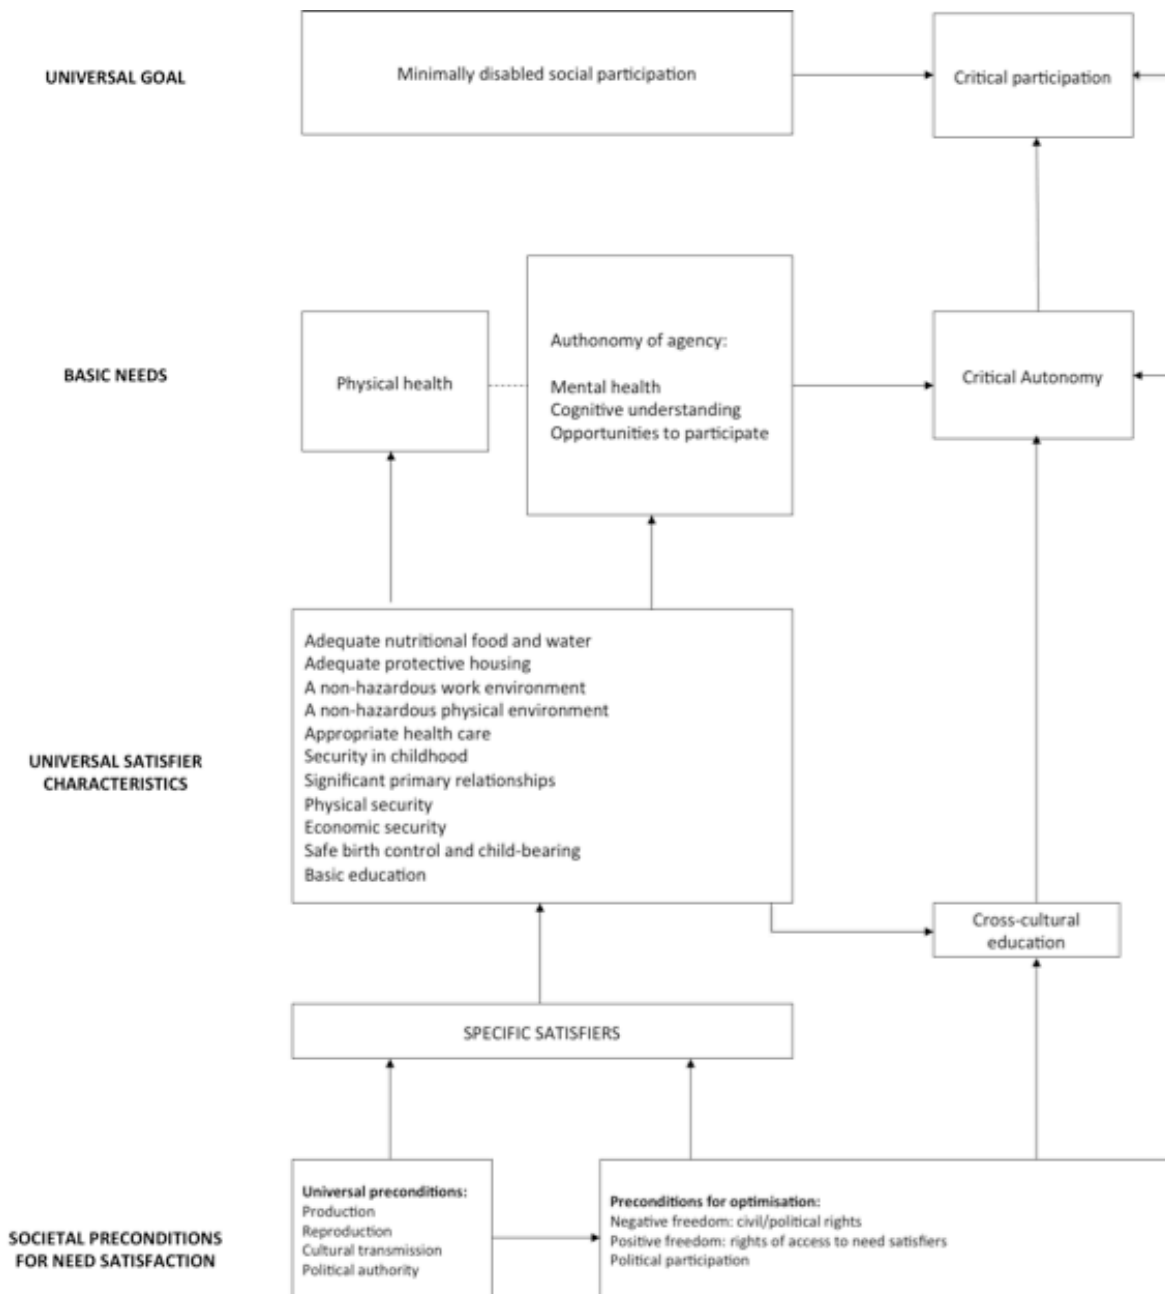 UNIVERSAL GOAL
Minimally disabled social participation
Critical participation
BASIC NEEDS
Physical health
Authonomy of agency:
Mental health
Cognitive understanding
Opportunities to participate
Critical Autonomy
UNIVERSAL SATISFIER
CHARACTERISTICS
Adequate nutritional food and water
Adequate protective housing
A non-hazardous work environment
A non-hazardous physical environment
Appropriate health care
Security in childhood
Significant primary relationships
Physical security
Economic security
Safe birth control and child-bearing
Basic education
Cross-cultural
education
SPECIFIC SATISFIERS
SOCIETAL PRECONDITIONS
FOR NEED SATISFACTION
Universal preconditions:
Production
Reproduction
Cultural transmission
Political authority
Preconditions for optimisation:
Negative freedom: civil/political rights
Positive freedom: rights of access to need satisfiers
Political participation